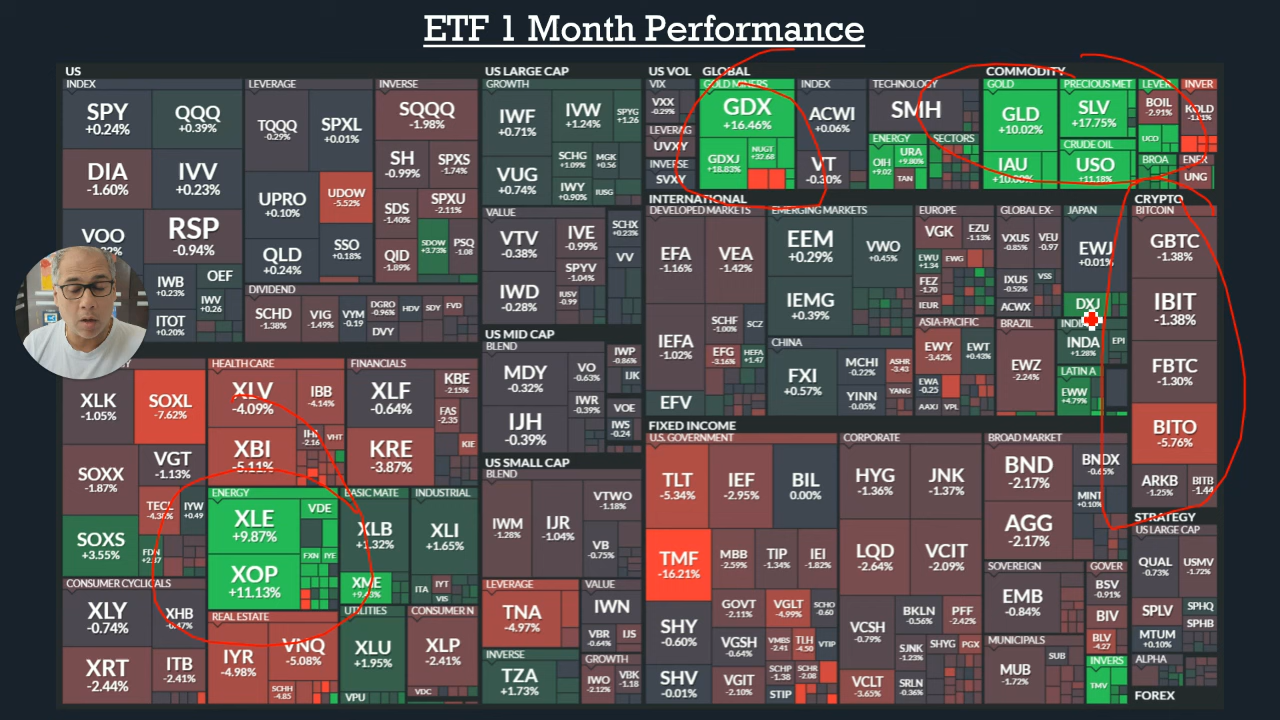 ETF 1 Month Performance
US
INDEX
SPY
+0.24%
QQQ
+0.39%
DIA
-1.60%
IVV
+0.23%
VOO
RSP
-0.94%
IWB
+0.23%
OEF
IWV
+0.26
ITOT
+0.20%
LEVERAGE
TQQQ
-0.29%
SPXL
+0.01%
UPRO
+0.10%
UDOW
-5.52%
QLD
+0.24%
SSO
+0.18%
INVERSE
SQQQ
-1.98%
SH
-0.99%
SPXS
-1.74%
SDS
-1.40%
SPXU
-2.11%
QID
-1.89%
SDOW
+3.73%
PSQ
-1.08
DIVIDEND
SCHD
-1.38%
VIG
-1.49%
VYM
-0.19
DGRO
-0.96%
HDV
SDY
FVD
DVY
XLK
-1.05%
SOXL
-7.62%
SOXX
-1.87%
VGT
-1.13%
TECL
-4.38%
IYW
+0.49
SOXS
+3.55%
FDN
HEALTH CARE
XLV
-4.09%
IBB
-4.14%
XBI
-5.11%
IHI
-2.16
VHT
FINANCIALS
XLF
-0.64%
KBE
-2.15%
FAS
-2.35
KRE
-3.87%
KIE
ENERGY
XLE
+9.87%
VDE
XOP
+11.13%
FXN
IYE
BASIC MATE
XLB
+1.32%
XME
INDUSTRIAL
XLI
+1.65%
ITA
IYT
VIS
CONSUMER CYCLICALS
XLY
-0.74%
XHB
-0.47%
XRT
-2.44%
ITB
-2.41%
REAL ESTATE
IYR
-4.98%
VNQ
-5.08%
SCHH
-4.85
UTILITIES
XLU
+1.95%
VPU
CONSUMER N
XLP
-2.41%
VDC
US LARGE CAP
GROWTH
IWF
+0.71%
IVW
+1.24%
SPYG
+1.26
VUG
+0.74%
SCHG
+1.09%
MGK
+0.56
IWY
+0.90%
IUSG
VALUE
VTV
-0.38%
IVE
-0.99%
SCHX
+0.23%
SPYV
-1.04%
VV
IWD
-0.28%
IUSV
-0.99
US MID CAP
BLEND
MDY
-0.32%
VO
-0.63%
IWP
-0.86%
IJK
IJH
-0.39%
IWR
-0.39%
VOE
IWS
-0.24
US SMALL CAP
BLEND
IWM
-1.28%
IJR
-1.04%
VTWO
-1.18%
VB
-0.75%
LEVERAGE
TNA
-4.97%
VALUE
IWN
VBR
-0.64%
IJS
INVERSE
TZA
+1.73%
GROWTH
IWO
-2.12%
VBK
-1.18
US VOL
VIX
VXX
-0.29%
LEVERAG
UVXY
INVERSE
SVXY
GLOBAL
GOLD MINERS
GDX
+16.46%
GDXJ
+18.83%
NUGT
+32.68
INDEX
ACWI
+0.06%
VT
-0.30%
TECHNOLOGY
SMH
ENERGY
OIH
+9.02
URA
+9.80%
TAN
SECTORS
COMMODITY
GOLD
GLD
+10.02%
IAU
PRECIOUS MET
SLV
+17.75%
CRUDE OIL
USO
+11.18%
LEVER
BOIL
-2.91%
UCO
BROA
INVER
KOLD
ENER
UNG
INTERNATIONAL
DEVELOPED MARKETS
EFA
-1.16%
VEA
-1.42%
IEFA
-1.02%
SCHF
-1.00%
SCZ
EFG
-3.16%
HEFA
+1.47
EFV
EMERGING MARKETS
EEM
+0.29%
VWO
+0.45%
IEMG
+0.39%
CHINA
FXI
+0.57%
MCHI
-0.22%
ASHR
-3.43
YINN
-0.05%
YANG
EUROPE
VGK
EZU
-1.13%
EWU
+1.34
EWG
FEZ
-1.70
IEUR
ASIA-PACIFIC
EWY
-3.42%
EWT
+0.43%
EWA
-0.25
AAXJ
VPL
GLOBAL EX-
VXUS
-0.85%
VEU
-0.97
IXUS
-0.52%
VSS
ACWX
BRAZIL
EWZ
-2.24%
JAPAN
EWJ
+0.01%
DXJ
INDI
INDA
+1.28%
EPI
LATIN A
EWW
+4.79%
CRYPTO
BITCOIN
GBTC
-1.38%
IBIT
-1.38%
FBTC
-1.30%
BITO
-5.76%
ARKB
-1.25%
BITB
-1.44
FIXED INCOME
U.S. GOVERNMENT
TLT
-5.34%
IEF
-2.95%
BIL
0.00%
TMF
-16.21%
MBB
-2.59%
TIP
-1.34%
IEI
-1.82%
SHY
-0.60%
GOVT
-2.11%
VGLT
-4.99%
SCHO
-0.60
VGSH
-0.64%
VMBS
-2.41
TLH
-4.50
VTIP
SHV
-0.01%
VGIT
-2.10%
SCHP
-1.38
SCHR
-2.08
STIP
CORPORATE
HYG
-1.36%
JNK
-1.37%
LQD
-2.64%
VCIT
-2.09%
VCSH
-0.79%
BKLN
-0.56%
PFF
-2.42%
SJNK
-1.23%
SHYG
PGX
VCLT
-3.65%
SRLN
-0.36%
BROAD MARKET
BND
-2.17%
BNDX
-0.65%
AGG
-2.17%
MINT
+0.10%
SOVEREIGN
EMB
-0.84%
GOVER
BSV
-0.91%
BIV
BLV
-4.27
MUNICIPALS
MUB
-1.72%
SUB
INVERS
TMV
STRATEGY
US LARGE CAP
QUAL
-0.73%
USMV
-1.72%
SPLV
SPHQ
SPHB
MTUM
+0.10%
ALPHA
FOREX